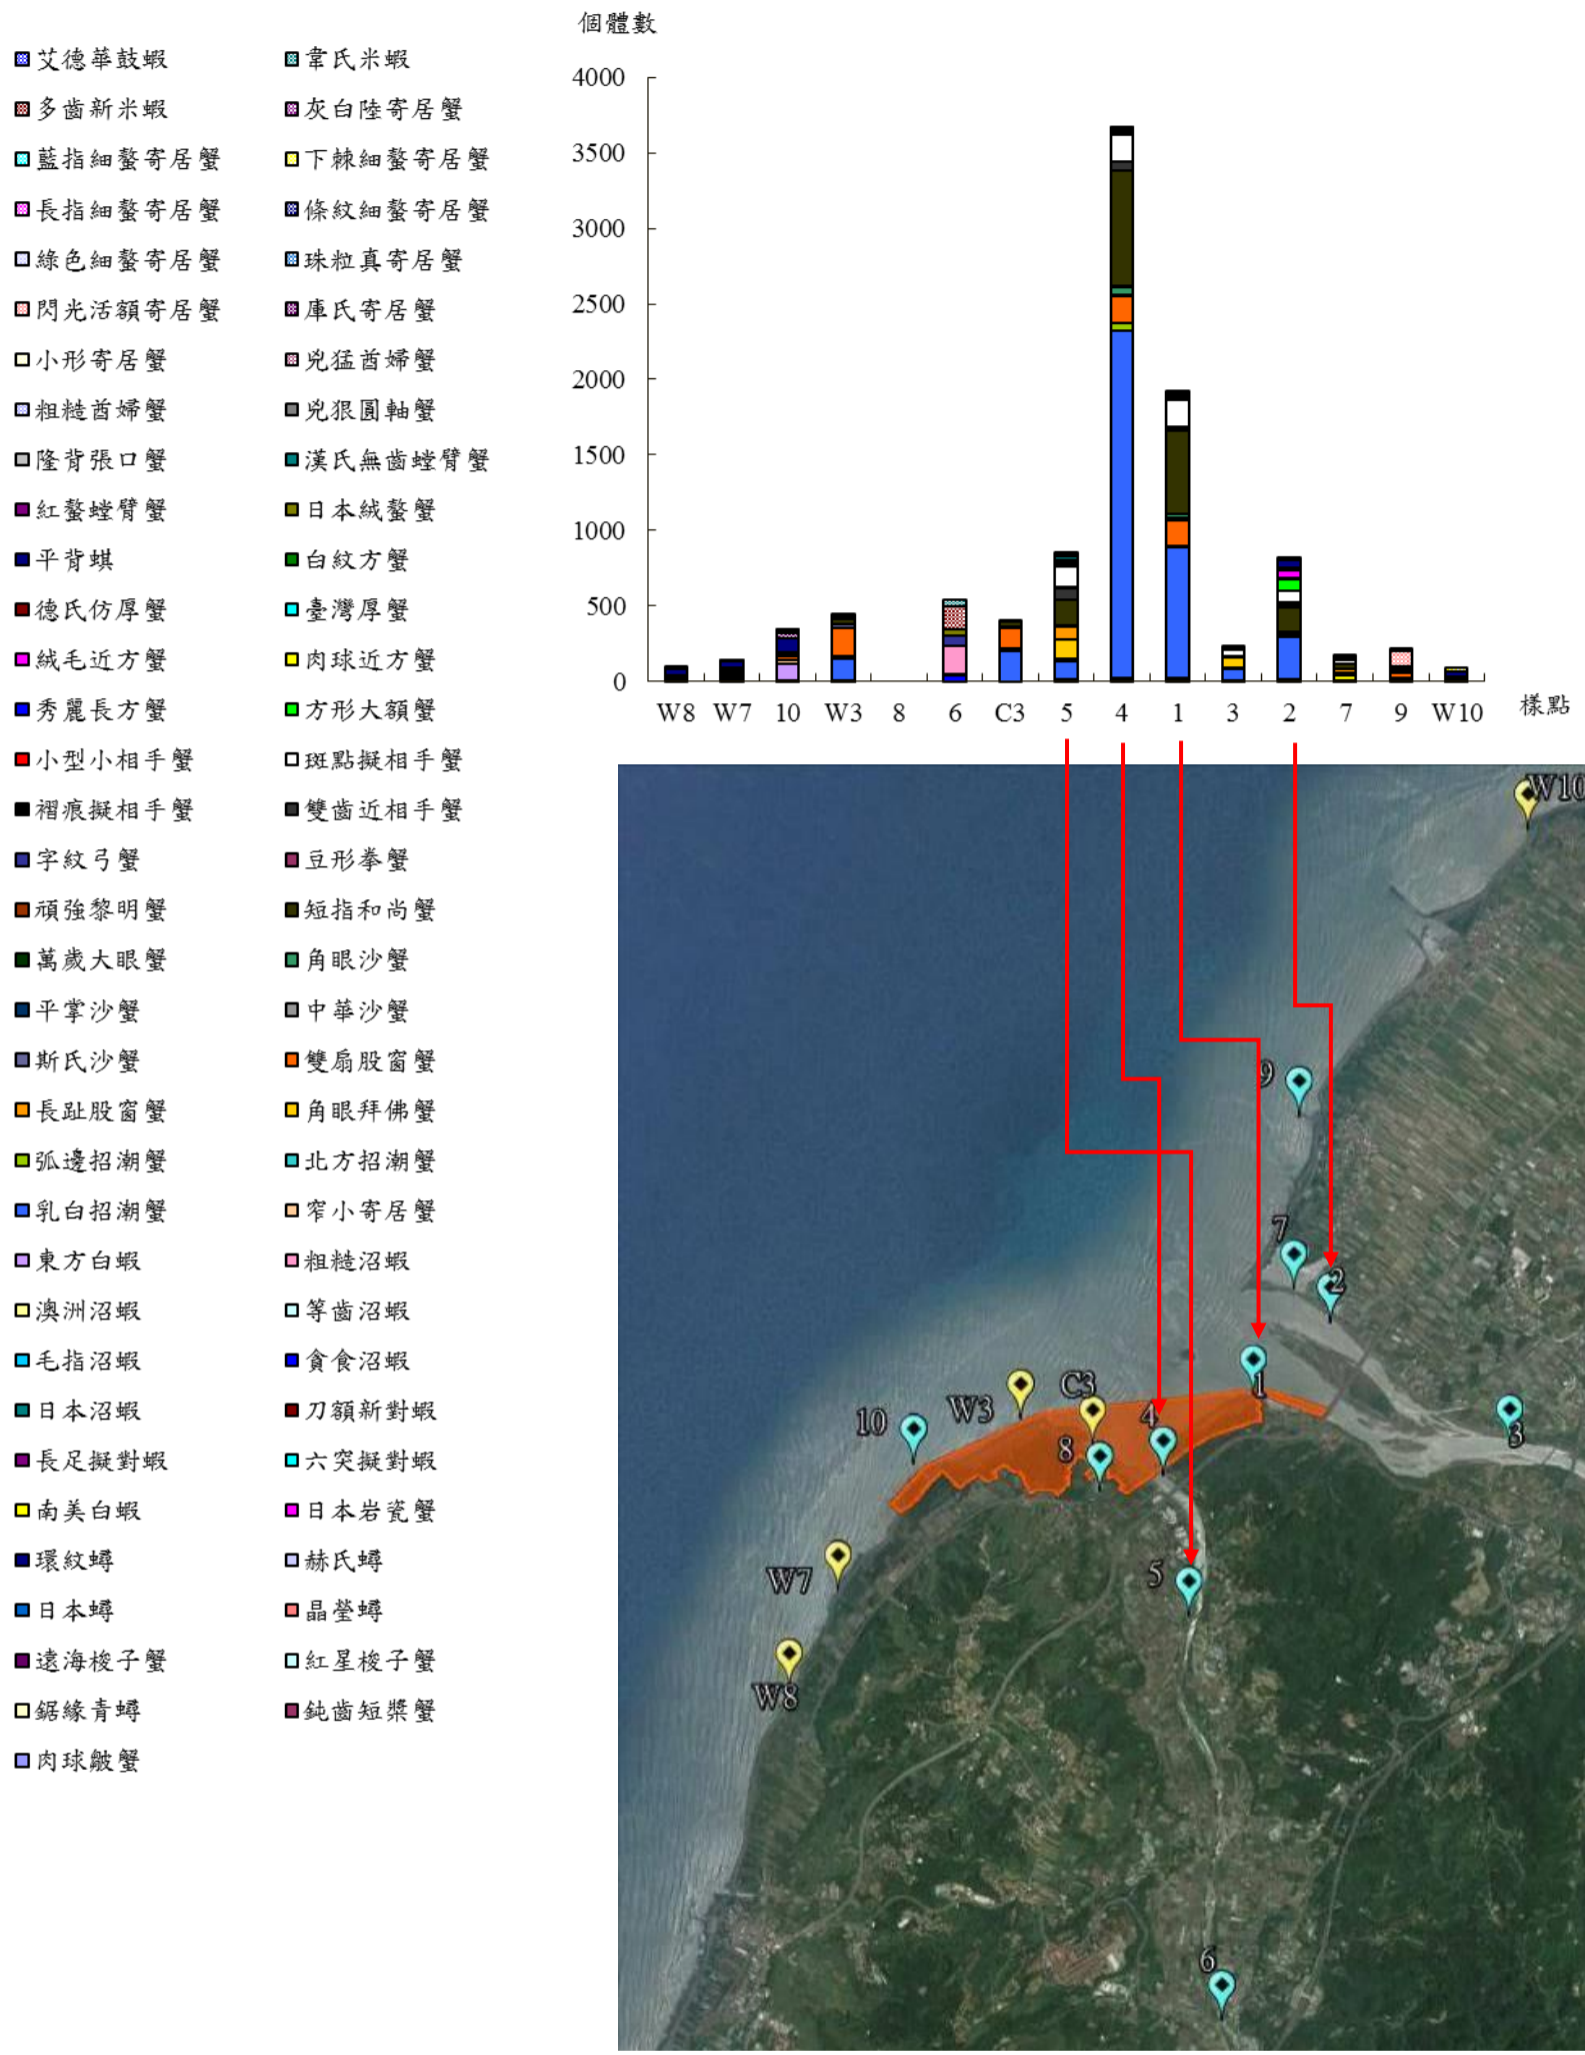 個體數
艾德華鼓蝦 韋氏米蝦
多齒新米蝦 灰白陸寄居蟹
藍指細螯寄居蟹 下棘細螯寄居蟹
長指細螯寄居蟹 條紋細螯寄居蟹
綠色細螯寄居蟹 珠粒真寄居蟹
閃光活額寄居蟹 庫氏寄居蟹
小形寄居蟹 兇猛酋婦蟹
粗糙酋婦蟹 兇狠圓軸蟹
隆背張口蟹 漢氏無齒螳臂蟹
紅螯螳臂蟹 日本絨螯蟹
平背蜞 白紋方蟹
德氏仿厚蟹 臺灣厚蟹
絨毛近方蟹 肉球近方蟹
秀麗長方蟹 方形大額蟹
小型小相手蟹 斑點擬相手蟹
褶痕擬相手蟹 雙齒近相手蟹
字紋弓蟹 豆形拳蟹
頑強黎明蟹 短指和尚蟹
萬歲大眼蟹 角眼沙蟹
平掌沙蟹 中華沙蟹
斯氏沙蟹 雙扇股窗蟹
長趾股窗蟹 角眼拜佛蟹
弧邊招潮蟹 北方招潮蟹
乳白招潮蟹 窄小寄居蟹
東方白蝦 粗糙沼蝦
澳洲沼蝦 等齒沼蝦
毛指沼蝦 貪食沼蝦
日本沼蝦 刀額新對蝦
長足擬對蝦 六突擬對蝦
南美白蝦 日本岩瓷蟹
環紋蟳 赫氏蟳
日本蟳 晶瑩蟳
遠海梭子蟹 紅星梭子蟹
鋸緣青蟳 鈍齒短槳蟹
肉球皺蟹
4000
3500
3000
2500
2000
1500
1000
500
0
W8 W7 10 W3 8 6 C3 5 4 1 3 2 7 9 W10 樣點
W10
9
7
2
1
C3
W3
4
3
10
8
W7
5
W8
6